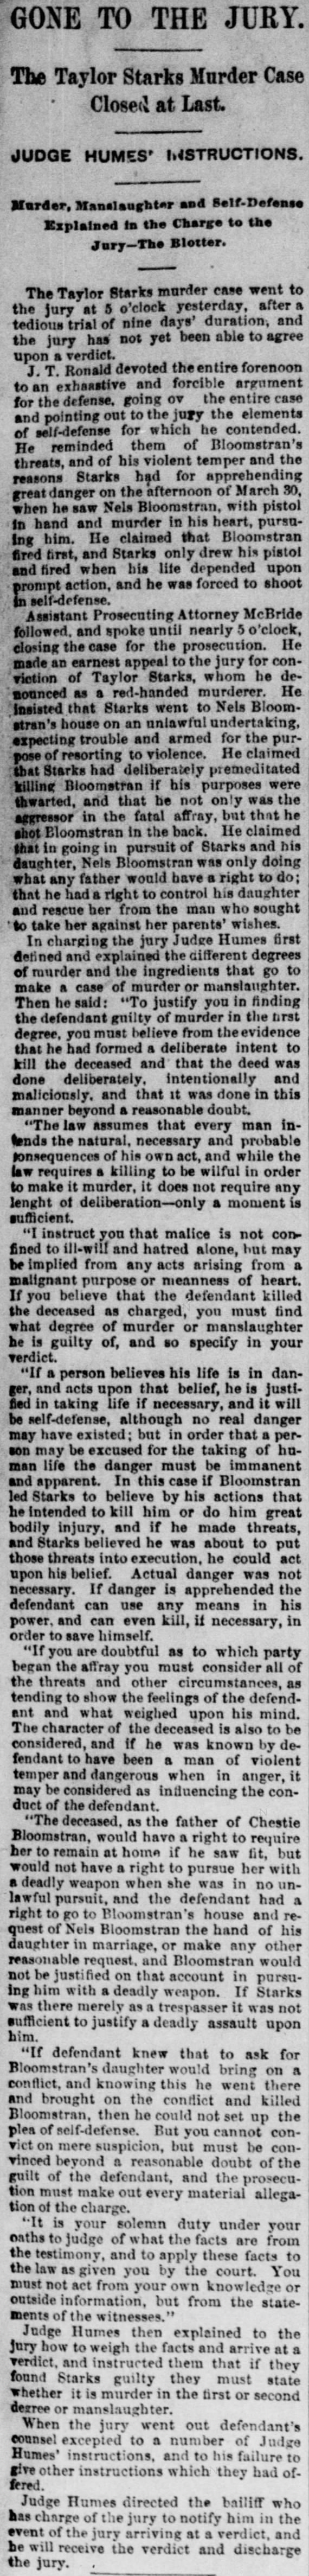 GONE TO THE JURY.
The Taylor Starks Murder Case
Closed at Last.
JUDGE HUMES' INSTRUCTIONS.
Murder, Manslaughter and Self-Defense
Explained in the Charge to the
Jury—The Blotter.
The Taylor Starks murder case went to
the jury at 5 o'clock yesterday, after a
tedious trial of nine days' duration, and
the jury has not yet been able to agree
upon a verdict.
J. T. Ronald devoted the entire forenoon
to an exhaustive and forcible argument
for the defense, going ov the entire case
and pointing out to the jury the elements
of self-defense for which he contended.
He reminded them of Bloomstran's
threats, and of his violent temper and the
reasons Starks had for apprehending
great danger on the afternoon of March 30,
when he saw Nels Bloomstran, with pistol
in hand and murder in his heart, pursu-
ing him. He claimed that Bloomstran
fired first, and Starks only drew his pistol
and fired when his life depended upon
prompt action, and he was forced to shoot
in self-defense.
Assistant Prosecuting Attorney McBride
followed, and spoke until nearly 5 o'clock,
closing the case for the prosecution. He
made an earnest appeal to the jury for con-
viction of Taylor Starks, whom he de-
nounced as a red-handed murderer. He
insisted that Starks went to Nels Bloom-
stran's house on an unlawful undertaking,
expecting trouble and armed for the pur-
pose of resorting to violence. He claimed
that Starks had deliberately premeditated
killing Bloomstran if his purposes were
thwarted, and that he not only was the
aggressor in the fatal affray, but that he
shot Bloomstran in the back. He claimed
that in going in pursuit of Starks and his
daughter, Nels Bloomstran was only doing
what any father would have a right to do;
that he had a right to control his daughter
and rescue her from the man who sought
to take her against her parents' wishes.
In charging the jury Judge Humes first
defined and explained the different degrees
of murder and the ingredients that go to
make a case of murder or manslaughter.
Then he said: "To justify you in finding
the defendant guilty of murder in the first
degree, you must believe from the evidence
that he had formed a deliberate intent to
kill the deceased and that the deed was
done deliberately, intentionally and
maliciously, and that it was done in this
manner beyond a reasonable doubt.
"The law assumes that every man in-
tends the natural, necessary and probable
consequences of his own act, and while the
law requires a killing to be wilful in order
to make it murder, it does not require any
lenght of deliberation—only a moment is
sufficient.
"I instruct you that malice is not con-
fined to ill-will and hatred alone, but may
be implied from any acts arising from a
malignant purpose or meanness of heart.
If you believe that the defendant killed
the deceased as charged, you must find
what degree of murder or manslaughter
he is guilty of, and so specify in your
verdict.
"If a person believes his life is in dan-
ger, and acts upon that belief, he is justi-
fied in taking life if necessary, and it will
be self-defense, although no real danger
may have existed; but in order that a per-
son may be excused for the taking of hu-
man life the danger must be immanent
and apparent. In this case if Bloomstran
led Starks to believe by his actions that
he intended to kill him or do him great
bodily injury, and if he made threats,
and Starks believed he was about to put
those threats into execution, he could act
upon his belief. Actual danger was not
necessary. If danger is apprehended the
defendant can use any means in his
power, and can even kill, if necessary, in
order to save himself.
"If you are doubtful as to which party
began the affray you must consider all of
the threats and other circumstances, as
tending to show the feelings of the defend-
ant and what weighed upon his mind.
The character of the deceased is also to be
considered, and if he was known by de-
fendant to have been a man of violent
temper and dangerous when in anger, it
may be considered as influencing the con-
duct of the defendant.
"The deceased, as the father of Chestie
Bloomstran, would have a right to require
her to remain at home if he saw fit, but
would not have a right to pursue her with
a deadly weapon when she was in no un-
lawful pursuit, and the defendant had a
right to go to Bloomstran's house and re-
quest of Nels Bloomstran the hand of his
daughter in marriage, or make any other
reasonable request, and Bloomstran would
not be justified on that account in pursu-
ing him with a deadly weapon. If Starks
was there merely as a trespasser it was not
sufficient to justify a deadly assault upon
him.
"If defendant knew that to ask for
Bloomstran's daughter would bring on a
conflict, and knowing this he went there
and brought on the conflict and killed
Bloomstran, then he could not set up the
plea of self-defense. But you cannot con-
vict on mere suspicion, but must be con-
vinced beyond a reasonable doubt of the
guilt of the defendant, and the prosecu-
tion must make out every material allega-
tion of the charge.
"It is your solemn duty under your
oaths to judge of what the facts are from
the testimony, and to apply these facts to
the law as given you by the court. You
must not act from your own knowledge or
outside information, but from the state-
ments of the witnesses."
Judge Humes then explained to the
jury how to weigh the facts and arrive at a
verdict, and instructed them that if they
found Starks guilty they must state
whether it is murder in the first or second
degree or manslaughter.
When the jury went out defendant's
counsel excepted to a number of Judge
Humes' instructions, and to his failure to
give other instructions which they had of-
fered.
Judge Humes directed the bailiff who
has charge of the jury to notify him in the
event of the jury arriving at a verdict, and
he will receive the verdict and discharge
the jury.